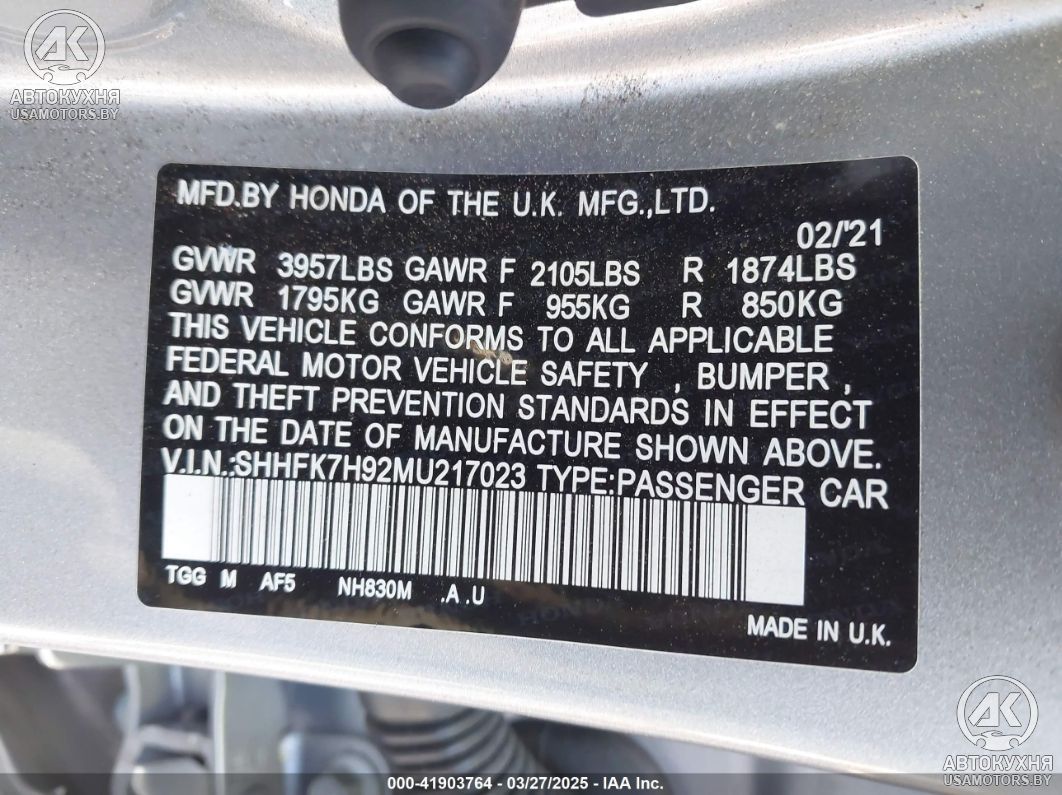 АК
АВТОКУХНЯ
USAMOTORS.BY
MFD.BY HONDA OF THE U.K. MFG.,LTD.
02/'21
GVWR 3957LBS GAWR F 2105LBS R 1874LBS
GVWR 1795KG GAWR F 955KG R 850KG
THIS VEHICLE CONFORMS TO ALL APPLICABLE
FEDERAL MOTOR VEHICLE SAFETY , BUMPER ,
AND THEFT PREVENTION STANDARDS IN EFFECT
ON THE DATE OF MANUFACTURE SHOWN ABOVE.
V.I.N.:SHHFK7H92MU217023 TYPE:PASSENGER CAR
TGG M AF5 NH830M .A .U
HONDA
MADE IN U.K.
АК
АВТОКУХНЯ
USAMOTORS.BY
000-41903764 - 03/27/2025 - IAA Inc.